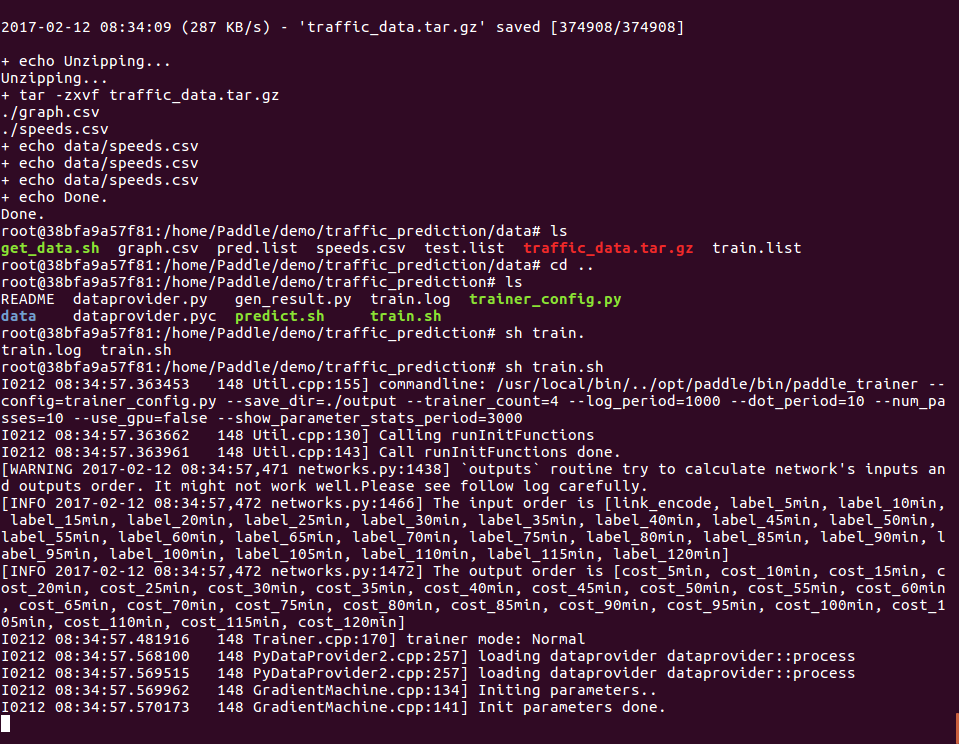 2017-02-12 08:34:09 (287 KB/s) - 'traffic_data.tar.gz' saved [374908/374908]
+ echo Unzipping...
Unzipping...
+ tar -zxvf traffic_data.tar.gz
./graph.csv
./speeds.csv
+ echo data/speeds.csv
+ echo data/speeds.csv
+ echo data/speeds.csv
+ echo Done.
Done.
root@38bfa9a57f81:/home/Paddle/demo/traffic_prediction/data# ls
get_data.sh  graph.csv  pred.list  speeds.csv  test.list  traffic_data.tar.gz  train.list
root@38bfa9a57f81:/home/Paddle/demo/traffic_prediction/data# cd ..
root@38bfa9a57f81:/home/Paddle/demo/traffic_prediction# ls
README  dataprovider.py   gen_result.py  train.log  trainer_config.py
data    dataprovider.pyc  predict.sh     train.sh
root@38bfa9a57f81:/home/Paddle/demo/traffic_prediction# sh train.
train.log  train.sh
root@38bfa9a57f81:/home/Paddle/demo/traffic_prediction# sh train.sh
I0212 08:34:57.363453   148 Util.cpp:155] commandline: /usr/local/bin/../opt/paddle/bin/paddle_trainer --
config=trainer_config.py --save_dir=./output --trainer_count=4 --log_period=1000 --dot_period=10 --num_pa
sses=10 --use_gpu=false --show_parameter_stats_period=3000
I0212 08:34:57.363662   148 Util.cpp:130] Calling runInitFunctions
I0212 08:34:57.363961   148 Util.cpp:143] Call runInitFunctions done.
[WARNING 2017-02-12 08:34:57,471 networks.py:1438] `outputs` routine try to calculate network's inputs an
d outputs order. It might not work well.Please see follow log carefully.
[INFO 2017-02-12 08:34:57,472 networks.py:1466] The input order is [link_encode, label_5min, label_10min,
 label_15min, label_20min, label_25min, label_30min, label_35min, label_40min, label_45min, label_50min,
label_55min, label_60min, label_65min, label_70min, label_75min, label_80min, label_85min, label_90min, l
abel_95min, label_100min, label_105min, label_110min, label_115min, label_120min]
[INFO 2017-02-12 08:34:57,472 networks.py:1472] The output order is [cost_5min, cost_10min, cost_15min, c
ost_20min, cost_25min, cost_30min, cost_35min, cost_40min, cost_45min, cost_50min, cost_55min, cost_60min
, cost_65min, cost_70min, cost_75min, cost_80min, cost_85min, cost_90min, cost_95min, cost_100min, cost_1
05min, cost_110min, cost_115min, cost_120min]
I0212 08:34:57.481916   148 Trainer.cpp:170] trainer mode: Normal
I0212 08:34:57.568100   148 PyDataProvider2.cpp:257] loading dataprovider dataprovider::process
I0212 08:34:57.569515   148 PyDataProvider2.cpp:257] loading dataprovider dataprovider::process
I0212 08:34:57.569962   148 GradientMachine.cpp:134] Initing parameters..
I0212 08:34:57.570173   148 GradientMachine.cpp:141] Init parameters done.